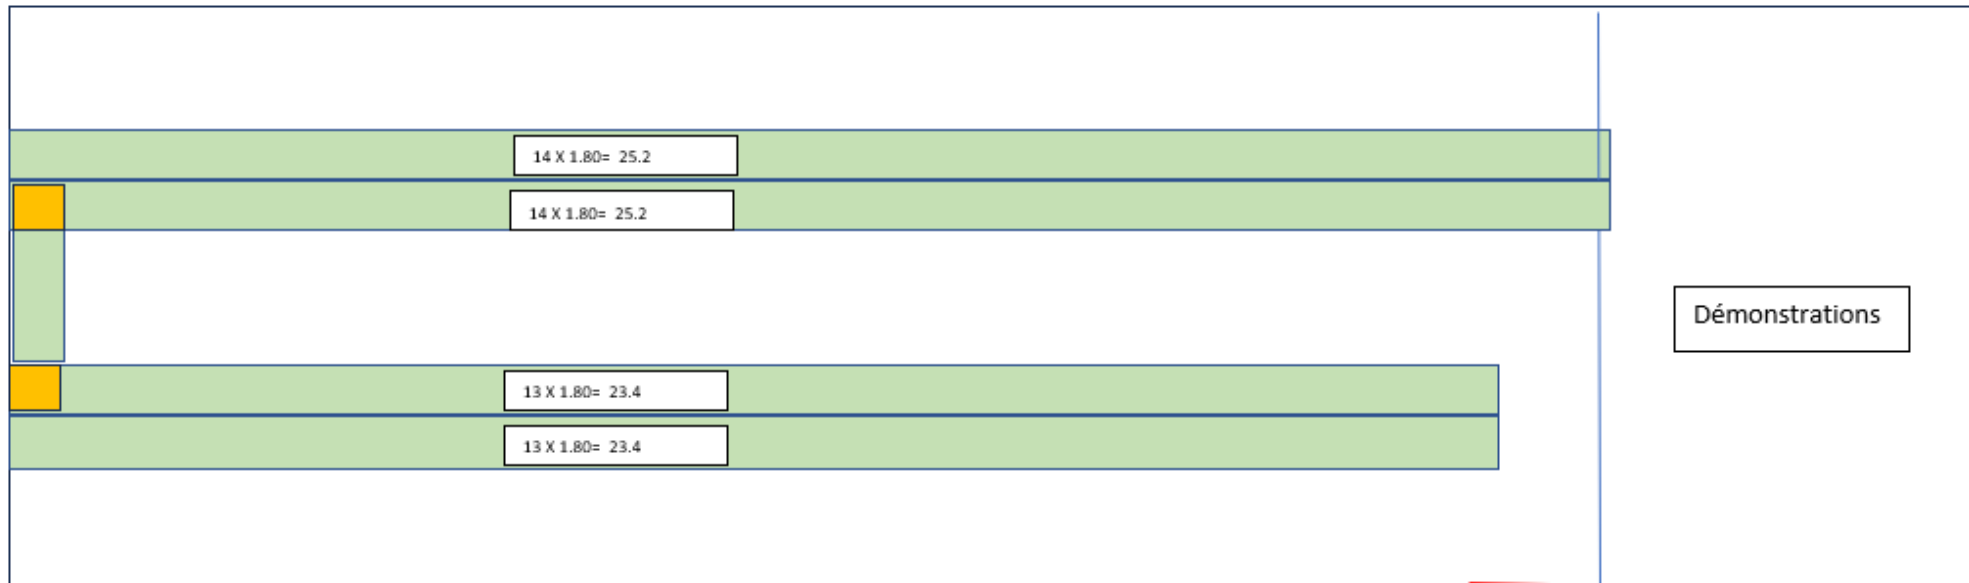 14 X 1.80= 25.2
14 X 1.80= 25.2
Démonstrations
13 X 1.80= 23.4
13 X 1.80= 23.4